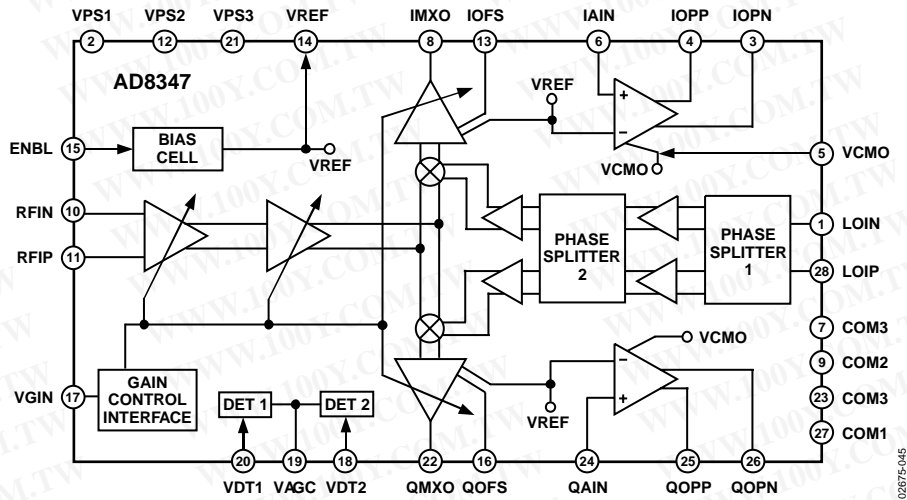 VPS1 VPS2 VPS3 VREF IMXO IOFS IAIN IOPP IOPN
2 12 21 14 8 13 6 4 3
AD8347
VREF
ENBL 15
BIAS
CELL
VREF
VCMO
5 VCMO
RFIN 10
RFIP 11
PHASE
SPLITTER
2
PHASE
SPLITTER
1
1 LOIN
28 LOIP
7 COM3
9 COM2
23 COM3
27 COM1
VCMO
VREF
VGIN 17
GAIN
CONTROL
INTERFACE
DET 1
DET 2
20 19 18 22 16 24 25 26
VDT1 VAGC VDT2 QMXO QOFS QAIN QOPP QOPN
+
−
−
+
02675-045
WWW.100Y.COM.TW